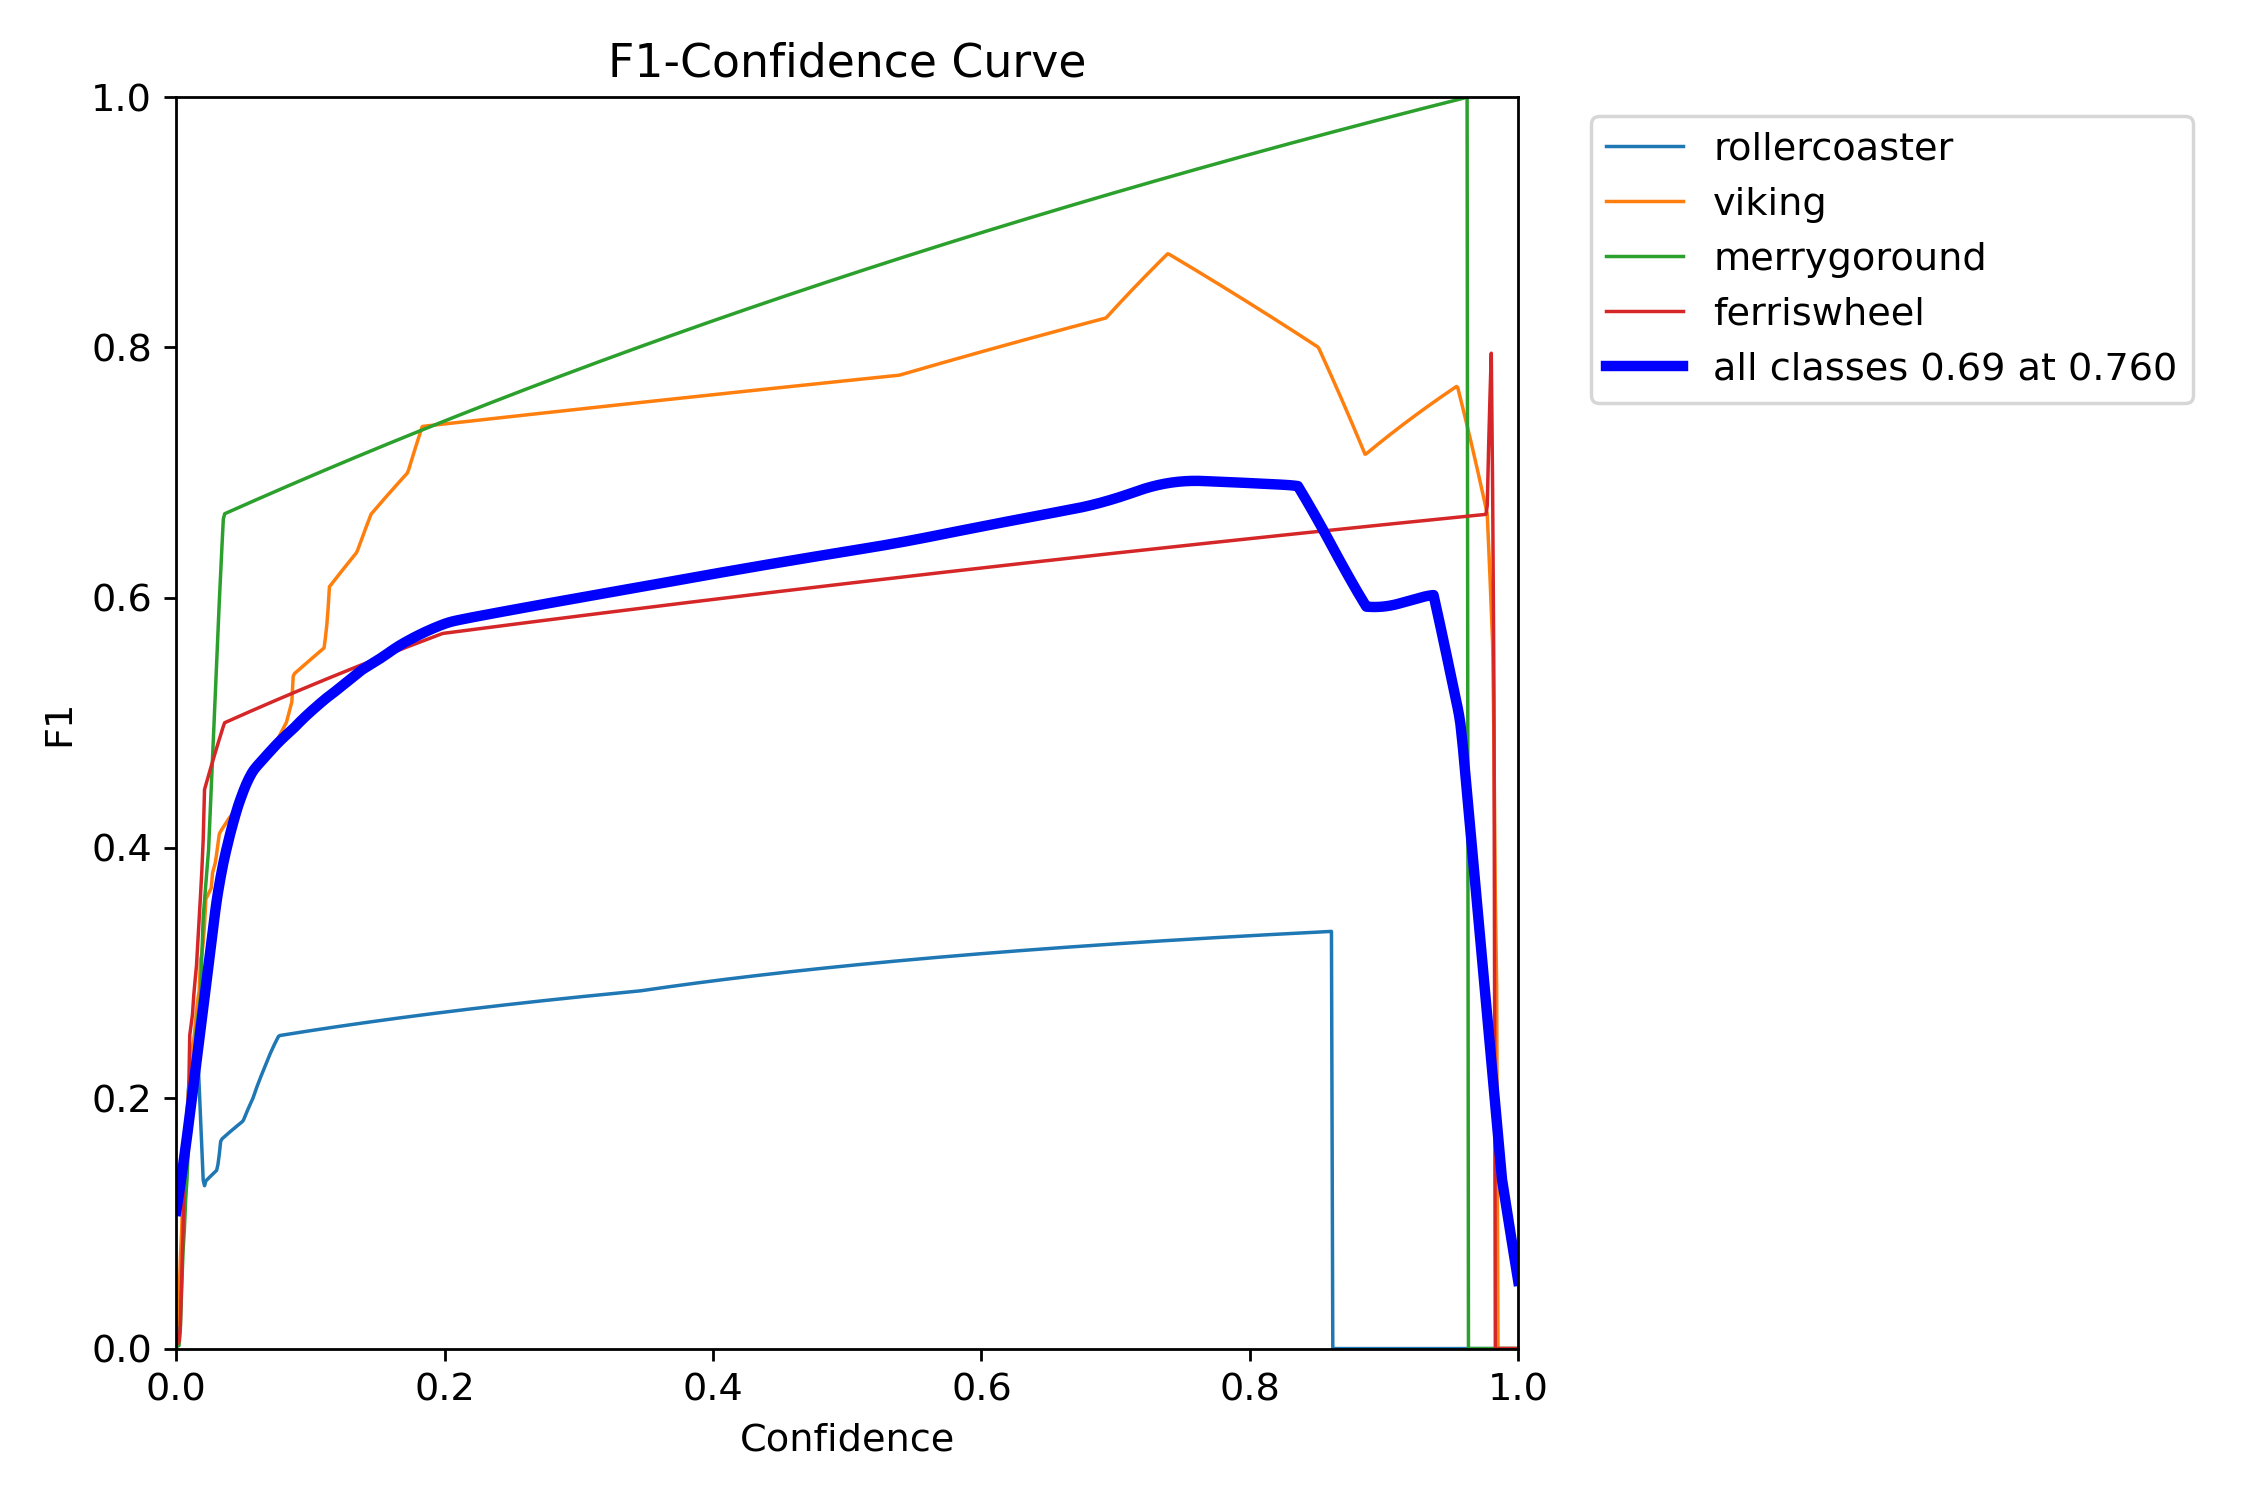 F1-Confidence Curve
1.0
0.8
0.6
0.4
0.2
0.0
F1
0.0 0.2 0.4 0.6 0.8 1.0
Confidence
rollercoaster
viking
merrygoround
ferriswheel
all classes 0.69 at 0.760